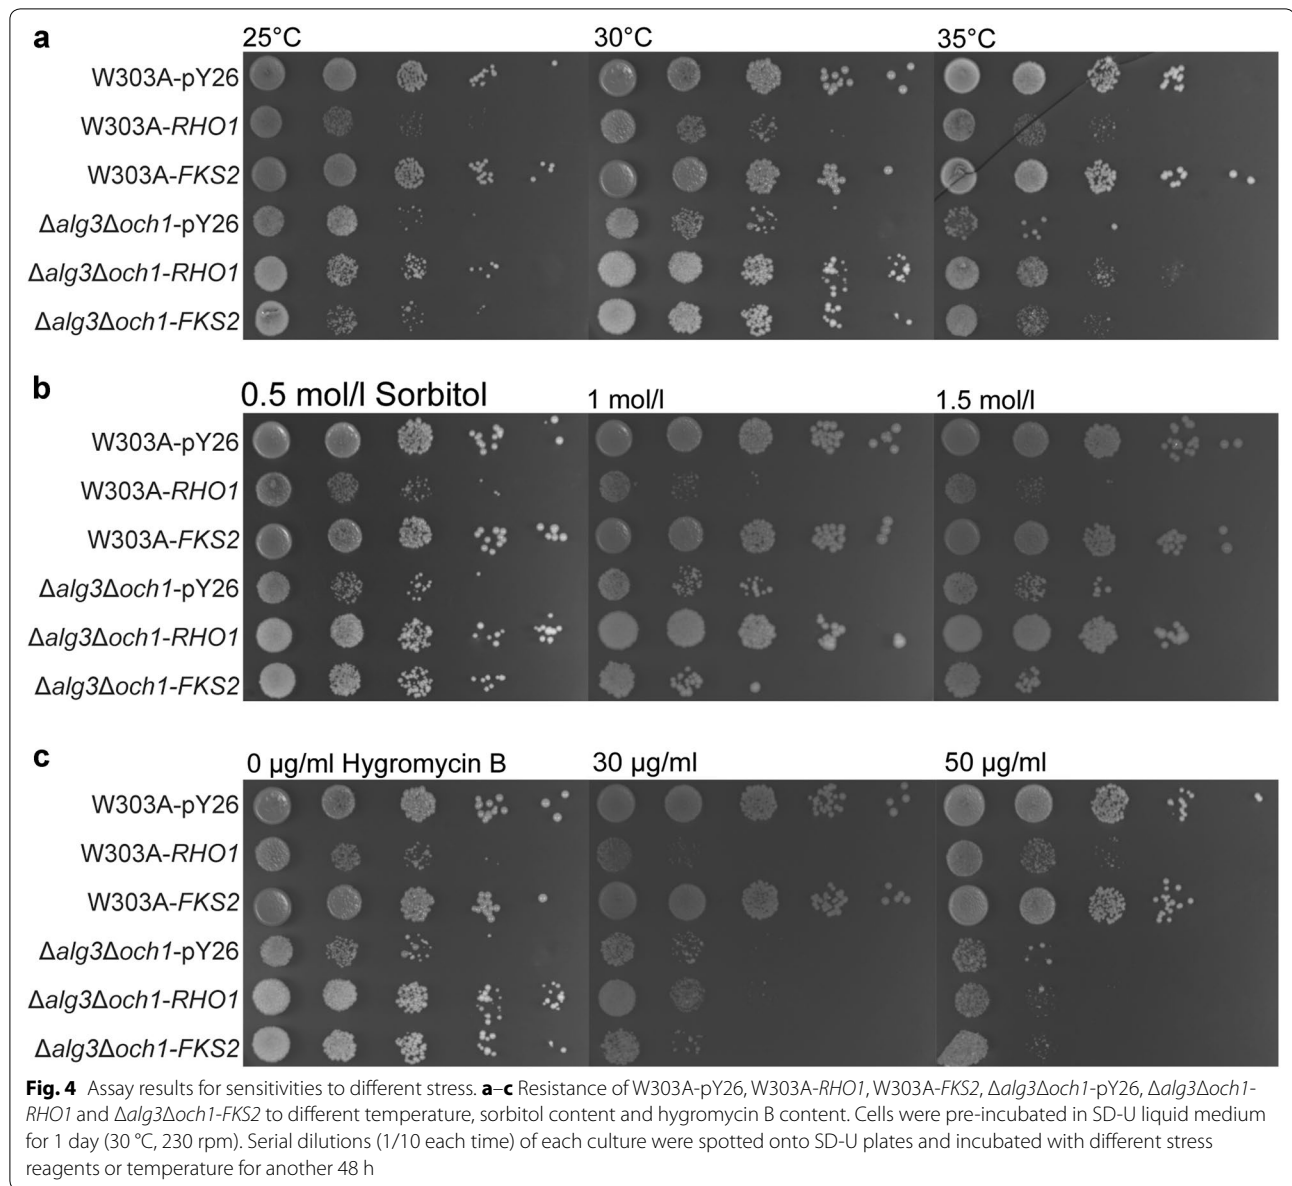 a
25°C 30°C 35°C
W303A-pY26
W303A-RHO1
W303A-FKS2
Δalg3Δoch1-pY26
Δalg3Δoch1-RHO1
Δalg3Δoch1-FKS2
b
0.5 mol/l Sorbitol 1 mol/l 1.5 mol/l
W303A-pY26
W303A-RHO1
W303A-FKS2
Δalg3Δoch1-pY26
Δalg3Δoch1-RHO1
Δalg3Δoch1-FKS2
c
0 µg/ml Hygromycin B 30 µg/ml 50 µg/ml
W303A-pY26
W303A-RHO1
W303A-FKS2
Δalg3Δoch1-pY26
Δalg3Δoch1-RHO1
Δalg3Δoch1-FKS2
Fig. 4 Assay results for sensitivities to different stress. a–c Resistance of W303A-pY26, W303A-RHO1, W303A-FKS2, Δalg3Δoch1-pY26, Δalg3Δoch1-
RHO1 and Δalg3Δoch1-FKS2 to different temperature, sorbitol content and hygromycin B content. Cells were pre-incubated in SD-U liquid medium
for 1 day (30 °C, 230 rpm). Serial dilutions (1/10 each time) of each culture were spotted onto SD-U plates and incubated with different stress
reagents or temperature for another 48 h